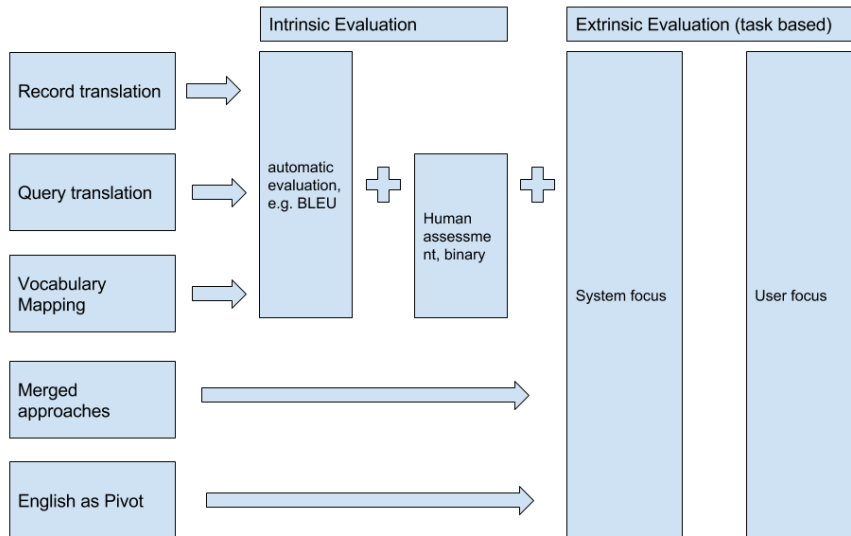 Intrinsic Evaluation
Extrinsic Evaluation (task based)
Record translation
Query translation
Vocabulary
Mapping
Merged
approaches
English as Pivot
automatic
evaluation,
e.g. BLEU
Human
assessme
nt, binary
System focus
User focus